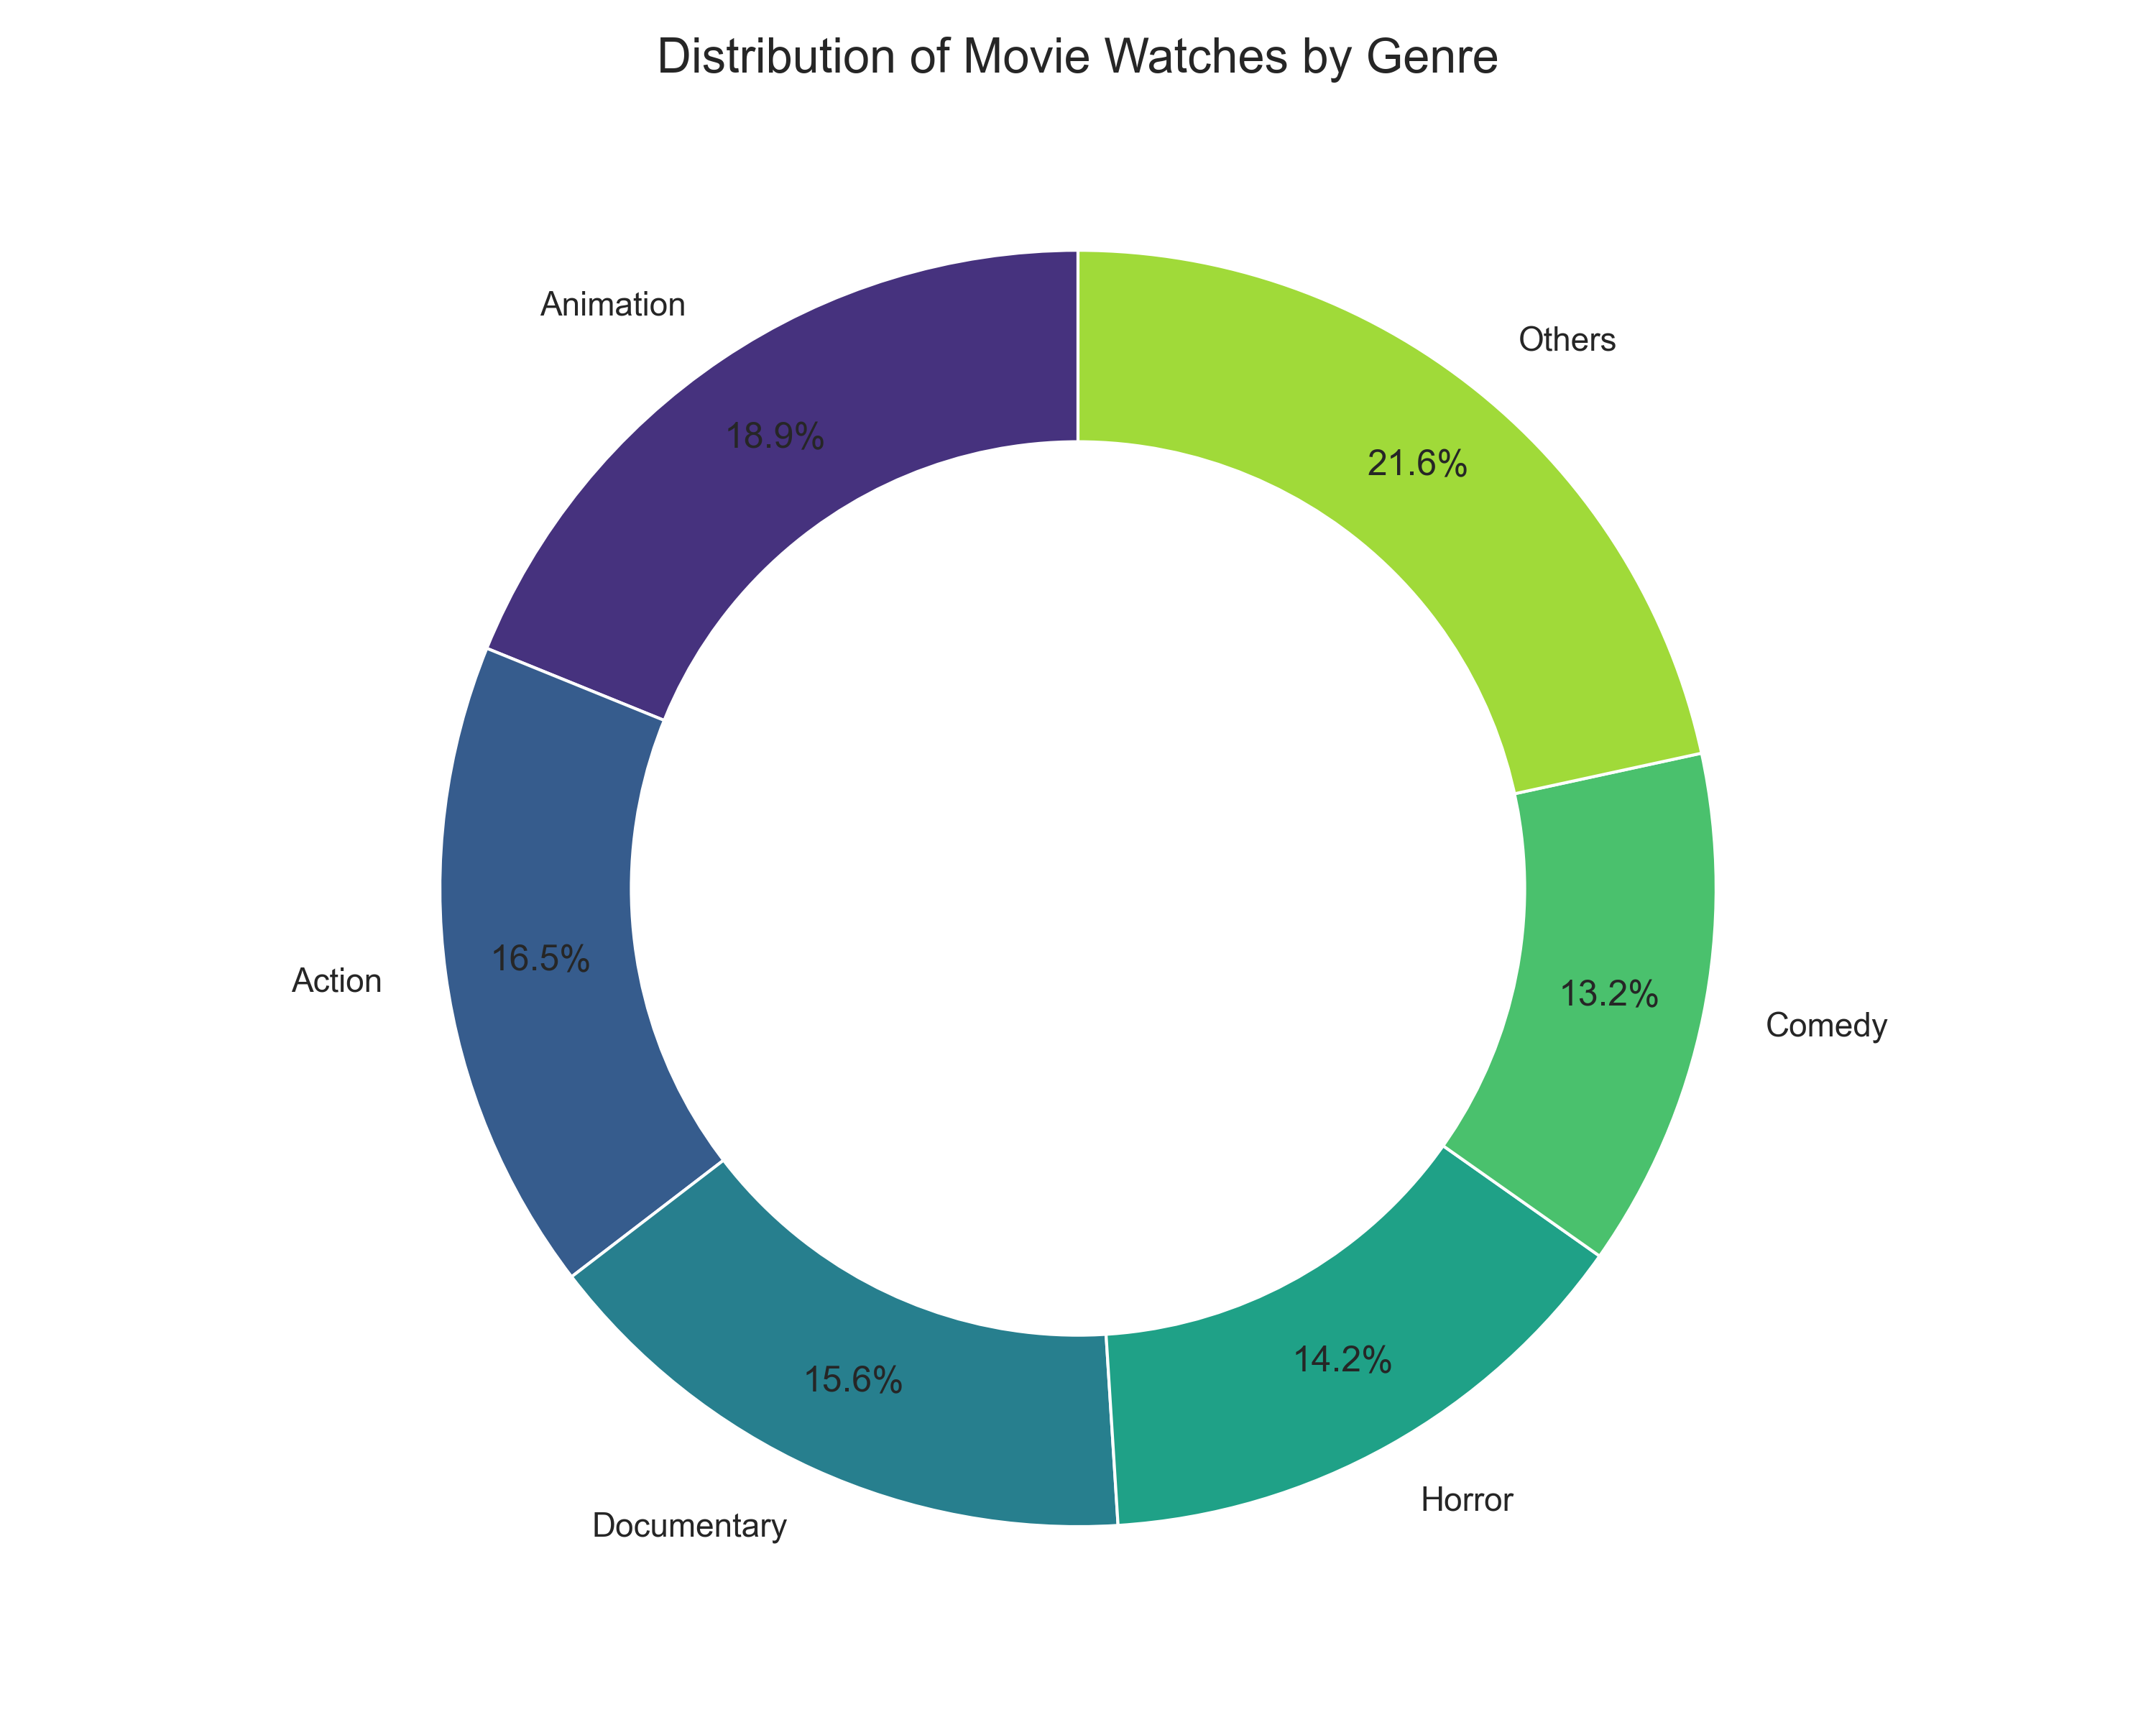 Distribution of Movie Watches by Genre
Animation
18.9%
Others
21.6%
Action
16.5%
Comedy
13.2%
Documentary
15.6%
Horror
14.2%